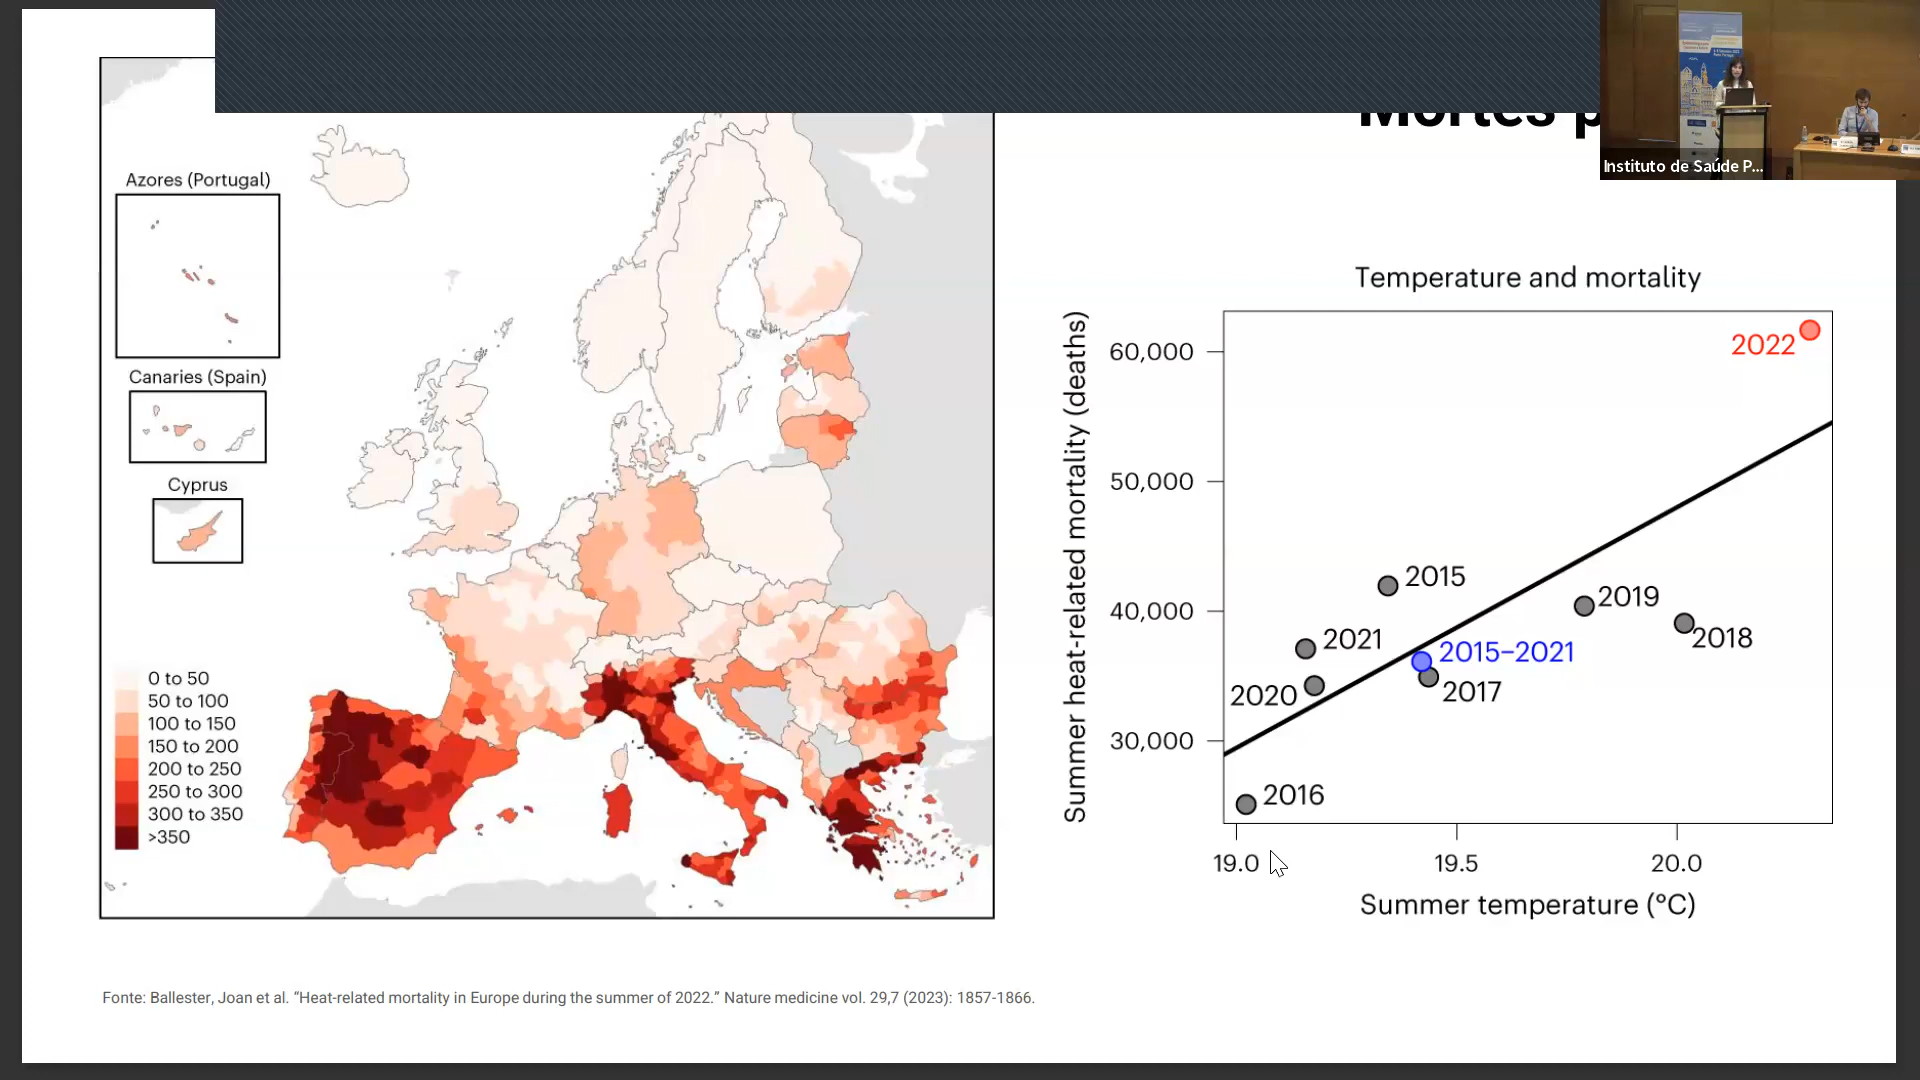 Mortes p
Instituto de Saúde P...
Azores (Portugal)
Canaries (Spain)
Cyprus
0 to 50
50 to 100
100 to 150
150 to 200
200 to 250
250 to 300
300 to 350
>350
Temperature and mortality
Summer heat-related mortality (deaths)
60,000
50,000
40,000
30,000
2022
2015
2019
2018
2021
2015–2021
2020
2017
2016
19.0
19.5
20.0
Summer temperature (°C)
Fonte: Ballester, Joan et al. “Heat-related mortality in Europe during the summer of 2022.” Nature medicine vol. 29,7 (2023): 1857-1866.